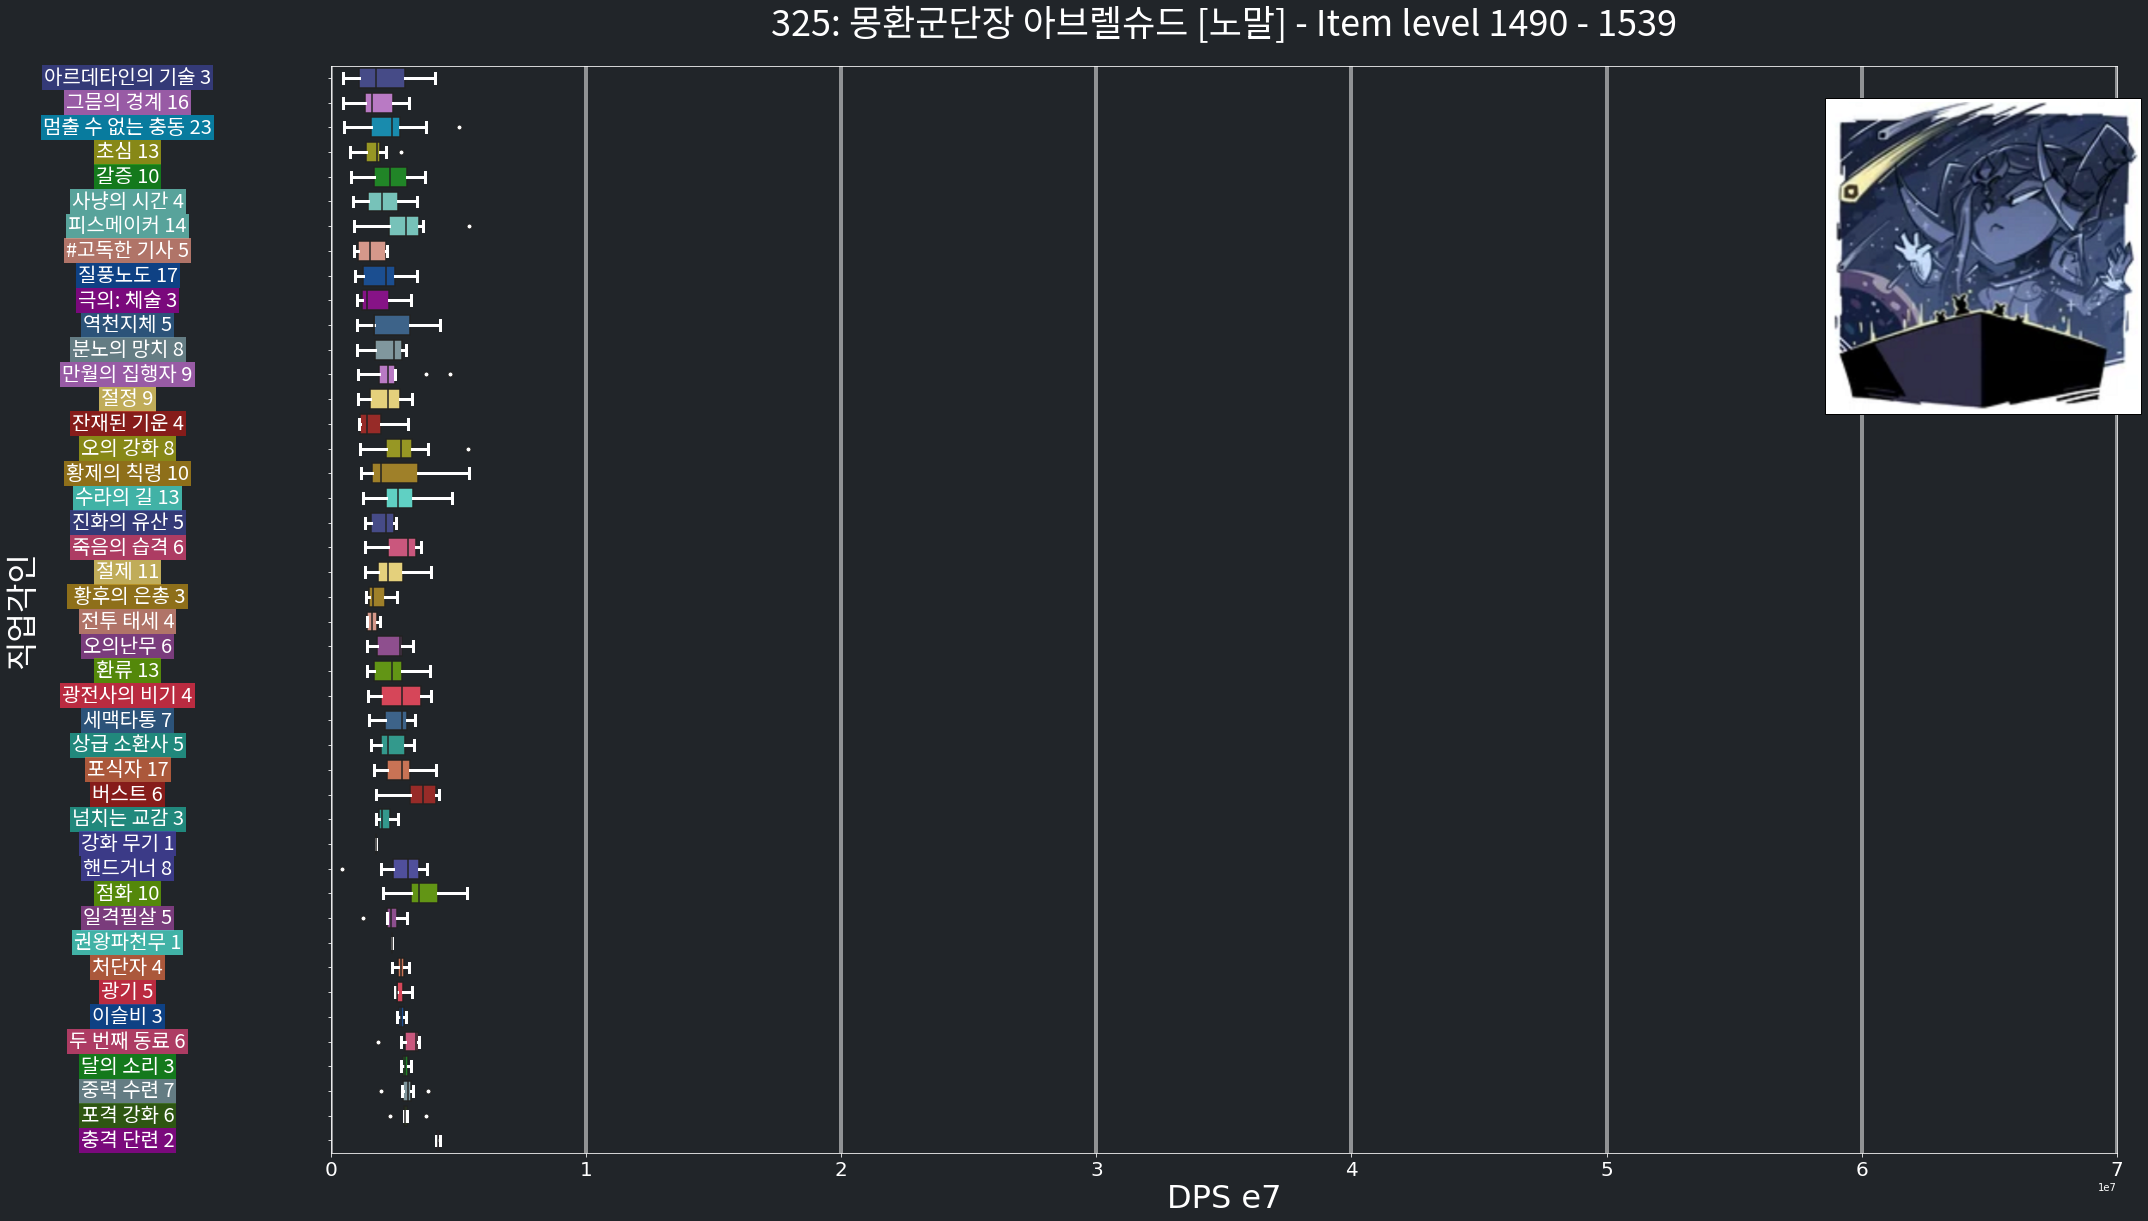 325: 몽환군단장 아브렐슈드 [노말] - Item level 1490 - 1539
직업각인
아르데타인의 기술 3
그믐의 경계 16
멈출 수 없는 충동 23
초심 13
갈증 10
사냥의 시간 4
피스메이커 14
#고독한 기사 5
질풍노도 17
극의: 체술 3
역천지체 5
분노의 망치 8
만월의 집행자 9
절정 9
잔재된 기운 4
오의 강화 8
황제의 칙령 10
수라의 길 13
진화의 유산 5
죽음의 습격 6
절제 11
황후의 은총 3
전투 태세 4
오의난무 6
환류 13
광전사의 비기 4
세맥타통 7
상급 소환사 5
포식자 17
버스트 6
넘치는 교감 3
강화 무기 1
핸드거너 8
점화 10
일격필살 5
권왕파천무 1
처단자 4
광기 5
이슬비 3
두 번째 동료 6
달의 소리 3
중력 수련 7
포격 강화 6
충격 단련 2
0 1 2 3 4 5 6 7
1e7
DPS e7